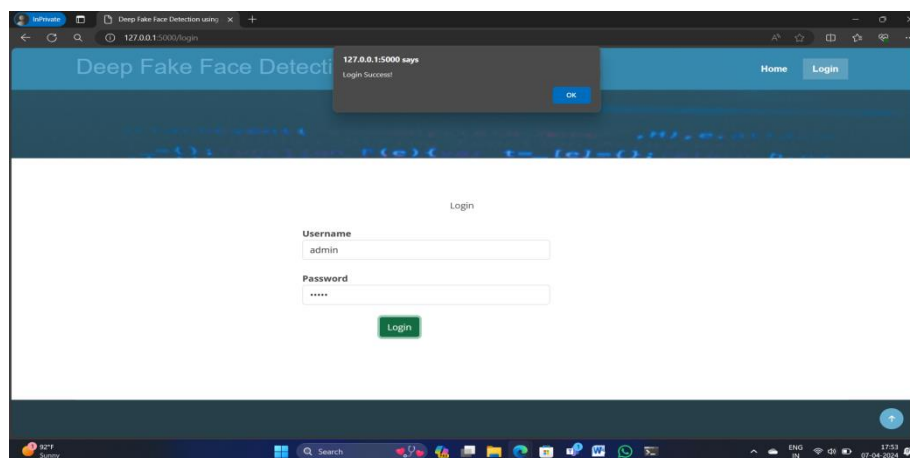 InPrivate
Deep Fake Face Detection using
127.0.0.1:5000/login
127.0.0.1:5000 says
Login Success!
OK
Deep Fake Face Detecti
Home
Login
Login
Username
admin
Password
•••••
Login
92°F
Sunny
Search
ENG
IN
17:53
07-04-2024